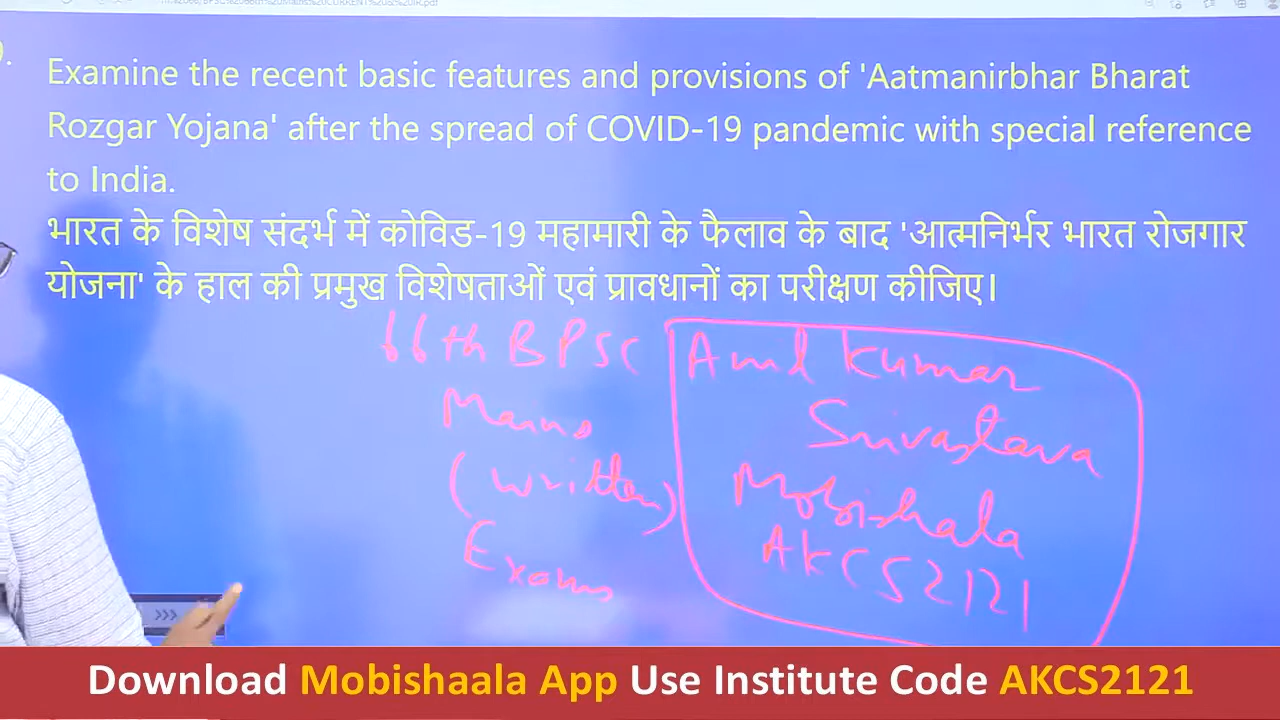 Examine the recent basic features and provisions of 'Aatmanirbhar Bharat
Rozgar Yojana' after the spread of COVID-19 pandemic with special reference
to India.
भारत के विशेष संदर्भ में कोविड-19 महामारी के फैलाव के बाद 'आत्मनिर्भर भारत रोजगार
योजना' के हाल की प्रमुख विशेषताओं एवं प्रावधानों का परीक्षण कीजिए।
66th BPSC
Mains
(written)
Exams
Anil Kumar
Srivastava
Mobishala
AKCS2121
>>>
Download Mobishaala App Use Institute Code AKCS2121